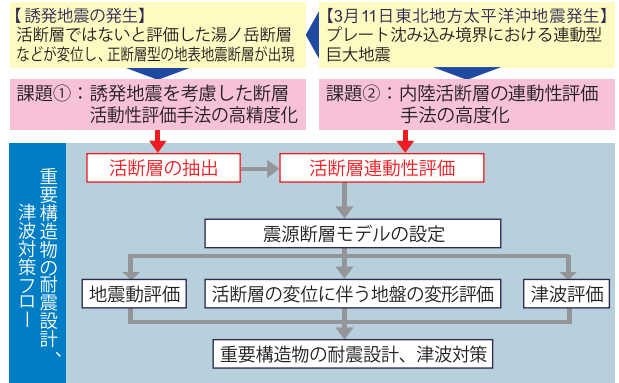 【誘発地震の発生】
活断層ではないと評価した湯ノ岳断層
などが変位し、正断層型の地表地震断層が出現
【3月11日東北地方太平洋沖地震発生】
プレート沈み込み境界における連動型
巨大地震
課題①：誘発地震を考慮した断層
活動性評価手法の高精度化
課題②：内陸活断層の連動性評価
手法の高度化
重要構造物の耐震設計、
津波対策フロー
活断層の抽出
活断層連動性評価
震源断層モデルの設定
地震動評価
活断層の変位に伴う地盤の変形評価
津波評価
重要構造物の耐震設計、津波対策